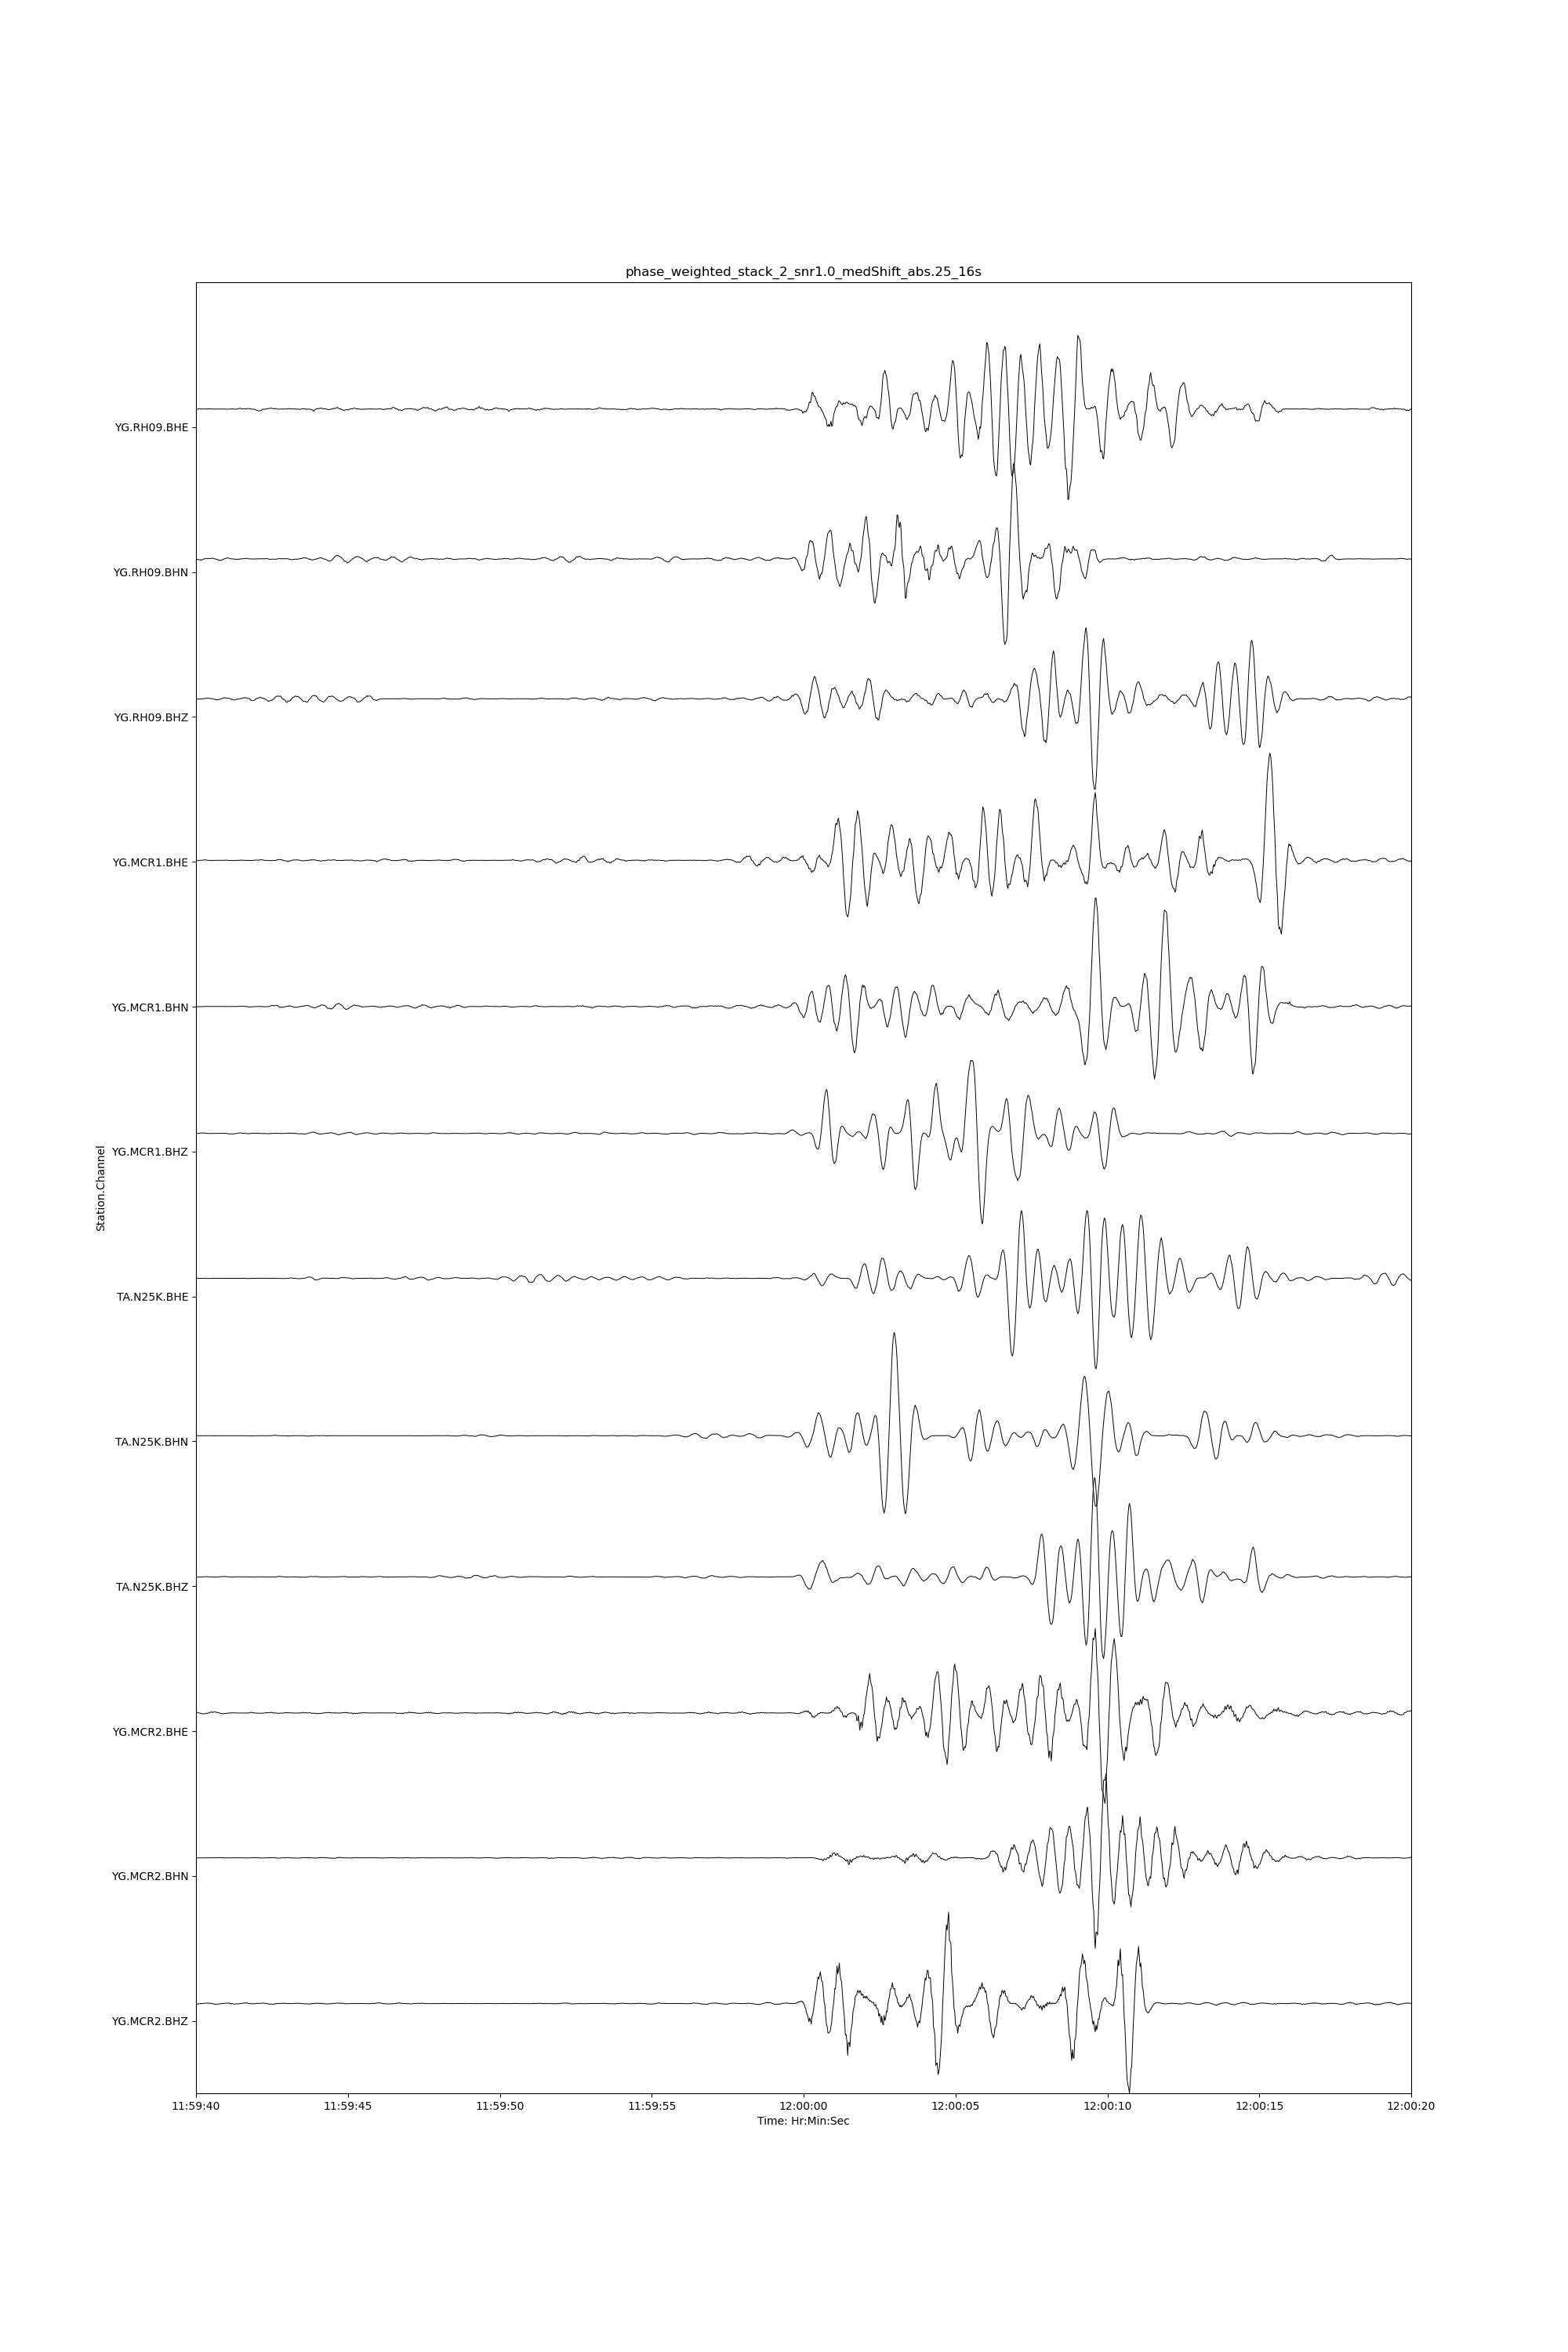 phase_weighted_stack_2_snr1.0_medShift_abs.25_16s
YG.RH09.BHE
YG.RH09.BHN
YG.RH09.BHZ
YG.MCR1.BHE
YG.MCR1.BHN
YG.MCR1.BHZ
Station.Channel
TA.N25K.BHE
TA.N25K.BHN
TA.N25K.BHZ
YG.MCR2.BHE
YG.MCR2.BHN
YG.MCR2.BHZ
11:59:40 11:59:45 11:59:50 11:59:55 12:00:00 12:00:05 12:00:10 12:00:15 12:00:20
Time: Hr:Min:Sec